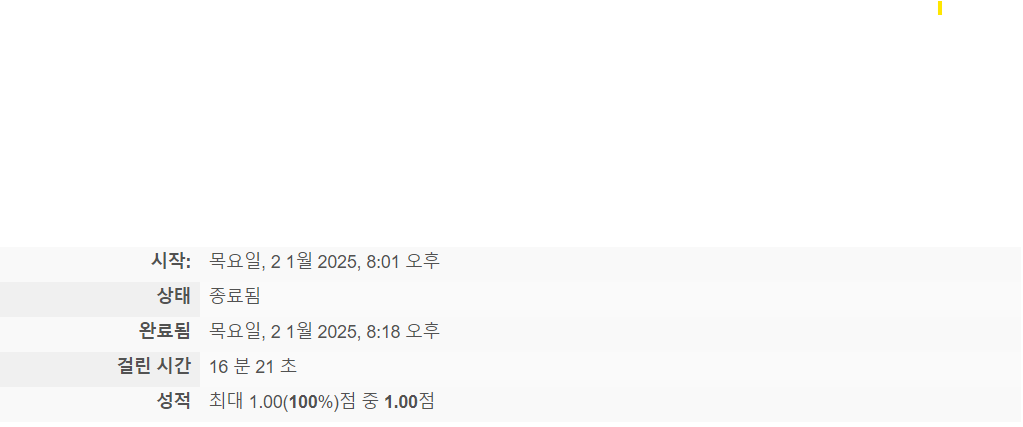 시작: 목요일, 2 1월 2025, 8:01 오후
상태 종료됨
완료됨 목요일, 2 1월 2025, 8:18 오후
걸린 시간 16 분 21 초
성적 최대 1.00(100%)점 중 1.00점